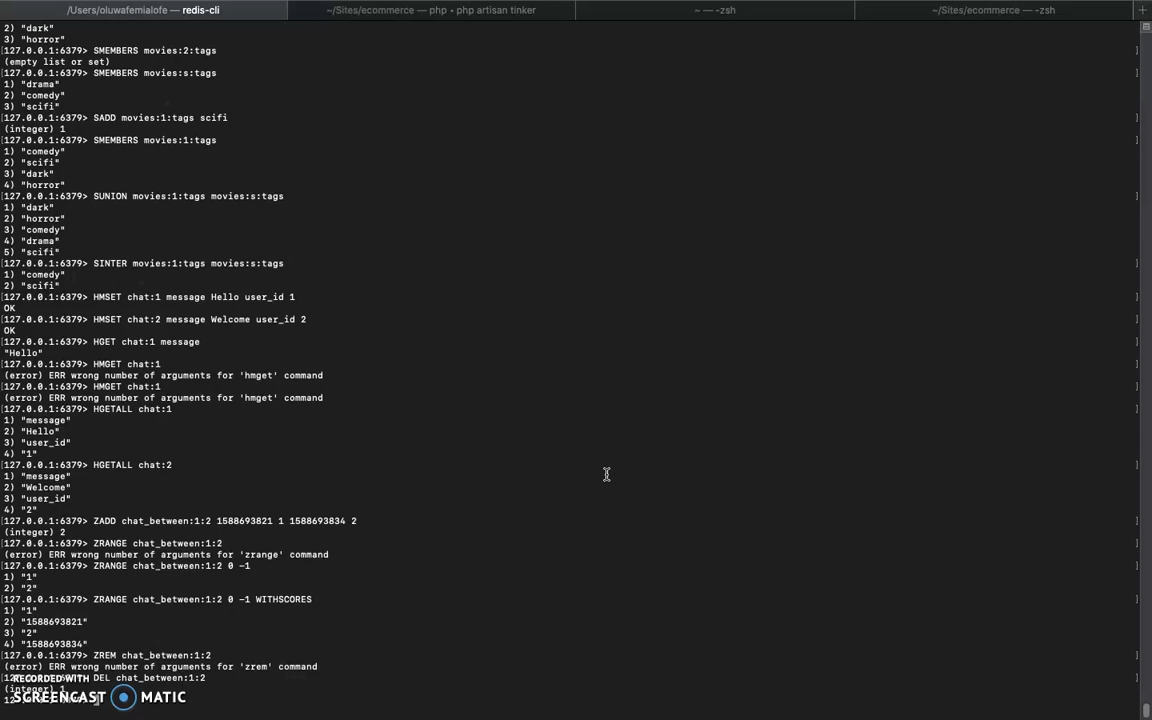 /Users/oluwafemialofe — redis-cli
~/Sites/ecommerce — php • php artisan tinker
~ — -zsh
~/Sites/ecommerce — -zsh
2) "dark"
3) "horror"
[127.0.0.1:6379> SMEMBERS movies:2:tags
(empty list or set)
[127.0.0.1:6379> SMEMBERS movies:s:tags
1) "drama"
2) "comedy"
3) "scifi"
[127.0.0.1:6379> SADD movies:1:tags scifi
(integer) 1
[127.0.0.1:6379> SMEMBERS movies:1:tags
1) "comedy"
2) "scifi"
3) "dark"
4) "horror"
[127.0.0.1:6379> SUNION movies:1:tags movies:s:tags
1) "dark"
2) "horror"
3) "comedy"
4) "drama"
5) "scifi"
[127.0.0.1:6379> SINTER movies:1:tags movies:s:tags
1) "comedy"
2) "scifi"
[127.0.0.1:6379> HMSET chat:1 message Hello user_id 1
OK
[127.0.0.1:6379> HMSET chat:2 message Welcome user_id 2
OK
[127.0.0.1:6379> HGET chat:1 message
"Hello"
[127.0.0.1:6379> HMGET chat:1
(error) ERR wrong number of arguments for 'hmget' command
[127.0.0.1:6379> HMGET chat:1
(error) ERR wrong number of arguments for 'hmget' command
[127.0.0.1:6379> HGETALL chat:1
1) "message"
2) "Hello"
3) "user_id"
4) "1"
[127.0.0.1:6379> HGETALL chat:2
1) "message"
2) "Welcome"
3) "user_id"
4) "2"
[127.0.0.1:6379> ZADD chat_between:1:2 1588693821 1 1588693834 2
(integer) 2
[127.0.0.1:6379> ZRANGE chat_between:1:2
(error) ERR wrong number of arguments for 'zrange' command
[127.0.0.1:6379> ZRANGE chat_between:1:2 0 -1
1) "1"
2) "2"
[127.0.0.1:6379> ZRANGE chat_between:1:2 0 -1 WITHSCORES
1) "1"
2) "1588693821"
3) "2"
4) "1588693834"
[127.0.0.1:6379> ZREM chat_between:1:2
(error) ERR wrong number of arguments for 'zrem' command
DEL chat_between:1:2
(integer) 1
RECORDED WITH
SCREENCAST MATIC